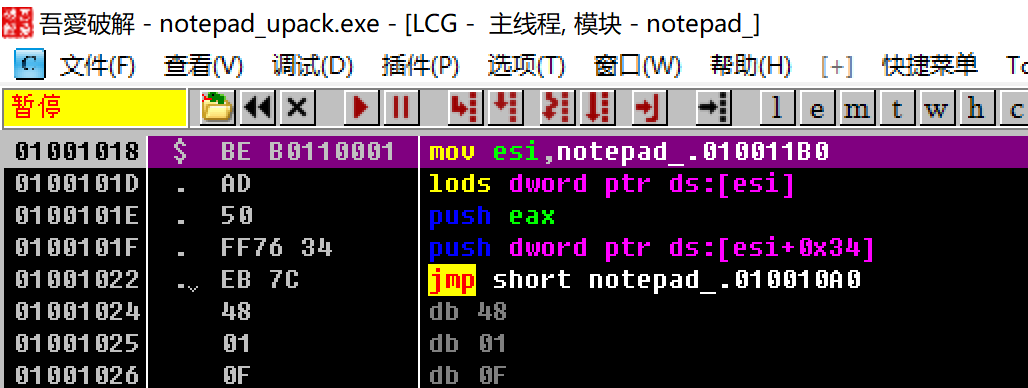 吾愛破解 - notepad_upack.exe - [LCG - 主线程, 模块 - notepad_]
C 文件(F) 查看(V) 调试(D) 插件(P) 选项(T) 窗口(W) 帮助(H) [+] 快捷菜单 To
暂停 l e m t w h c
01001018 $ BE B0110001 mov esi,notepad_.010011B0
0100101D . AD lods dword ptr ds:[esi]
0100101E . 50 push eax
0100101F . FF76 34 push dword ptr ds:[esi+0x34]
01001022 . EB 7C jmp short notepad_.010010A0
01001024 48 db 48
01001025 01 db 01
01001026 0F db 0F